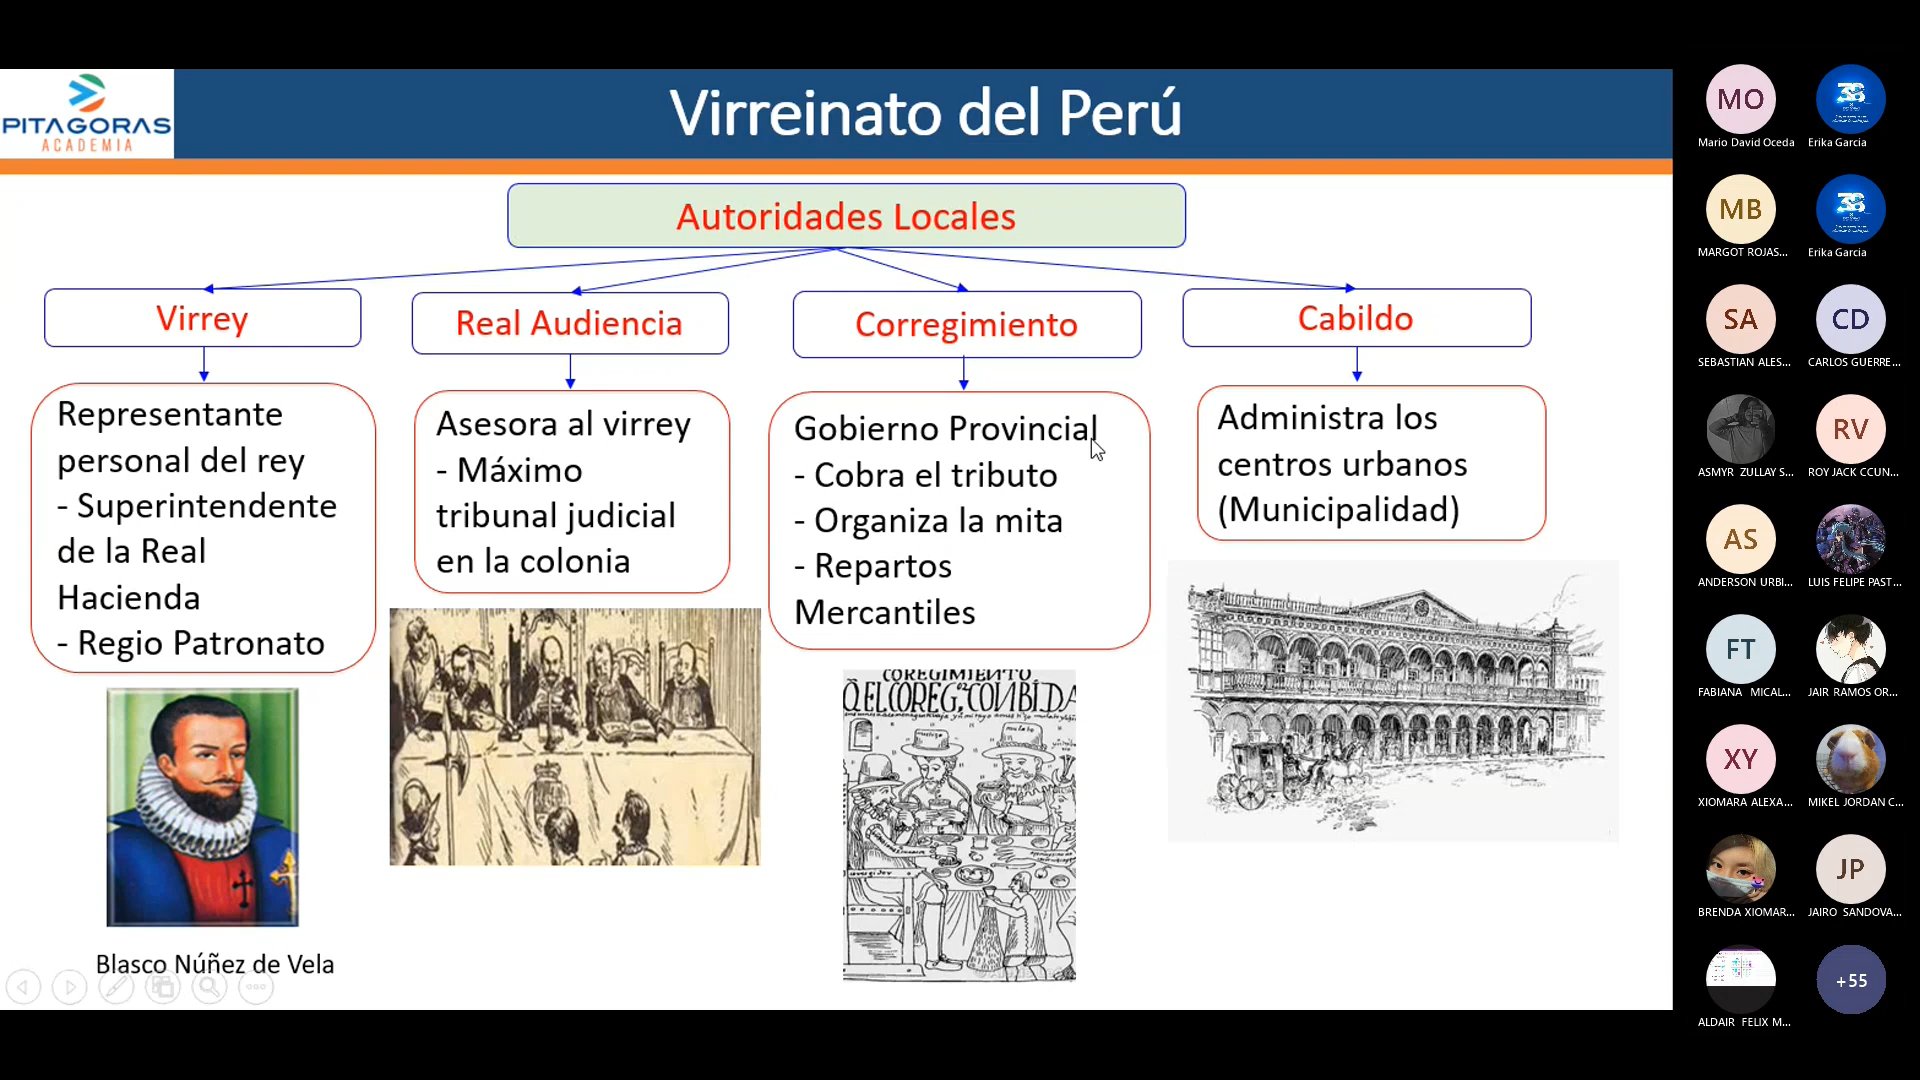 PITAGORAS
ACADEMIA
Virreinato del Perú
Autoridades Locales
Virrey
Real Audiencia
Corregimiento
Cabildo
Representante
personal del rey
- Superintendente
de la Real
Hacienda
- Regio Patronato
Asesora al virrey
- Máximo
tribunal judicial
en la colonia
Gobierno Provincial
- Cobra el tributo
- Organiza la mita
- Repartos
Mercantiles
Administra los
centros urbanos
(Municipalidad)
COREGIMIENTO
Q̃ EL COREG.OR CONBIDA
Blasco Núñez de Vela
MO
Mario David Oceda
Erika Garcia
MB
MARGOT ROJAS...
Erika Garcia
SA
SEBASTIAN ALES...
CD
CARLOS GUERRE...
ASMYR ZULLAY S...
RV
ROY JACK CCUN...
AS
ANDERSON URBI...
LUIS FELIPE PAST...
FT
FABIANA MICAL...
JAIR RAMOS OR...
XY
XIOMARA ALEXA...
MIKEL JORDAN C...
BRENDA XIOMAR...
JP
JAIRO SANDOVA...
ALDAIR FELIX M...
+55